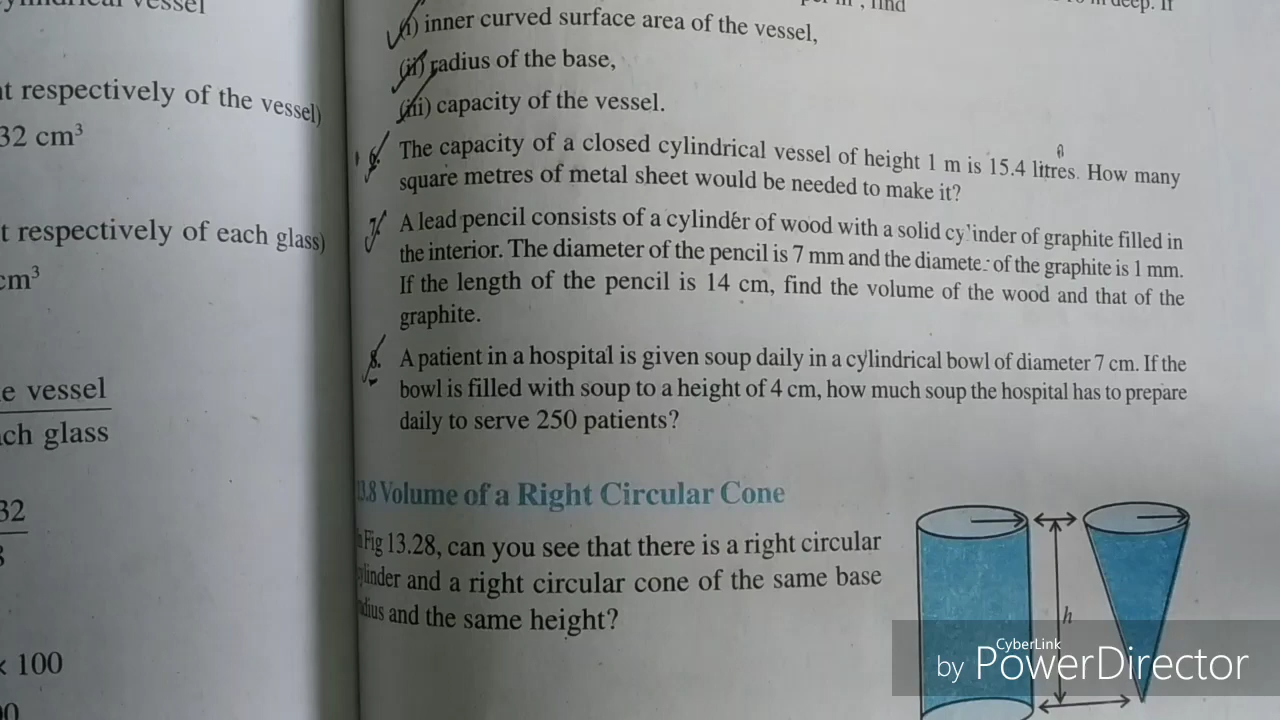 nt respectively of the vessel)
32 cm³
t respectively of each glass)
cm³
e vessel
ch glass
32
× 100
deep. If
, find
(i) inner curved surface area of the vessel,
(ii) radius of the base,
(iii) capacity of the vessel.
6. The capacity of a closed cylindrical vessel of height 1 m is 15.4 litres. How many
square metres of metal sheet would be needed to make it?
7. A lead pencil consists of a cylinder of wood with a solid cylinder of graphite filled in
the interior. The diameter of the pencil is 7 mm and the diameter of the graphite is 1 mm.
If the length of the pencil is 14 cm, find the volume of the wood and that of the
graphite.
8. A patient in a hospital is given soup daily in a cylindrical bowl of diameter 7 cm. If the
bowl is filled with soup to a height of 4 cm, how much soup the hospital has to prepare
daily to serve 250 patients?
13.8 Volume of a Right Circular Cone
Fig 13.28, can you see that there is a right circular
ylinder and a right circular cone of the same base
dius and the same height?
h
CyberLink
by PowerDirector